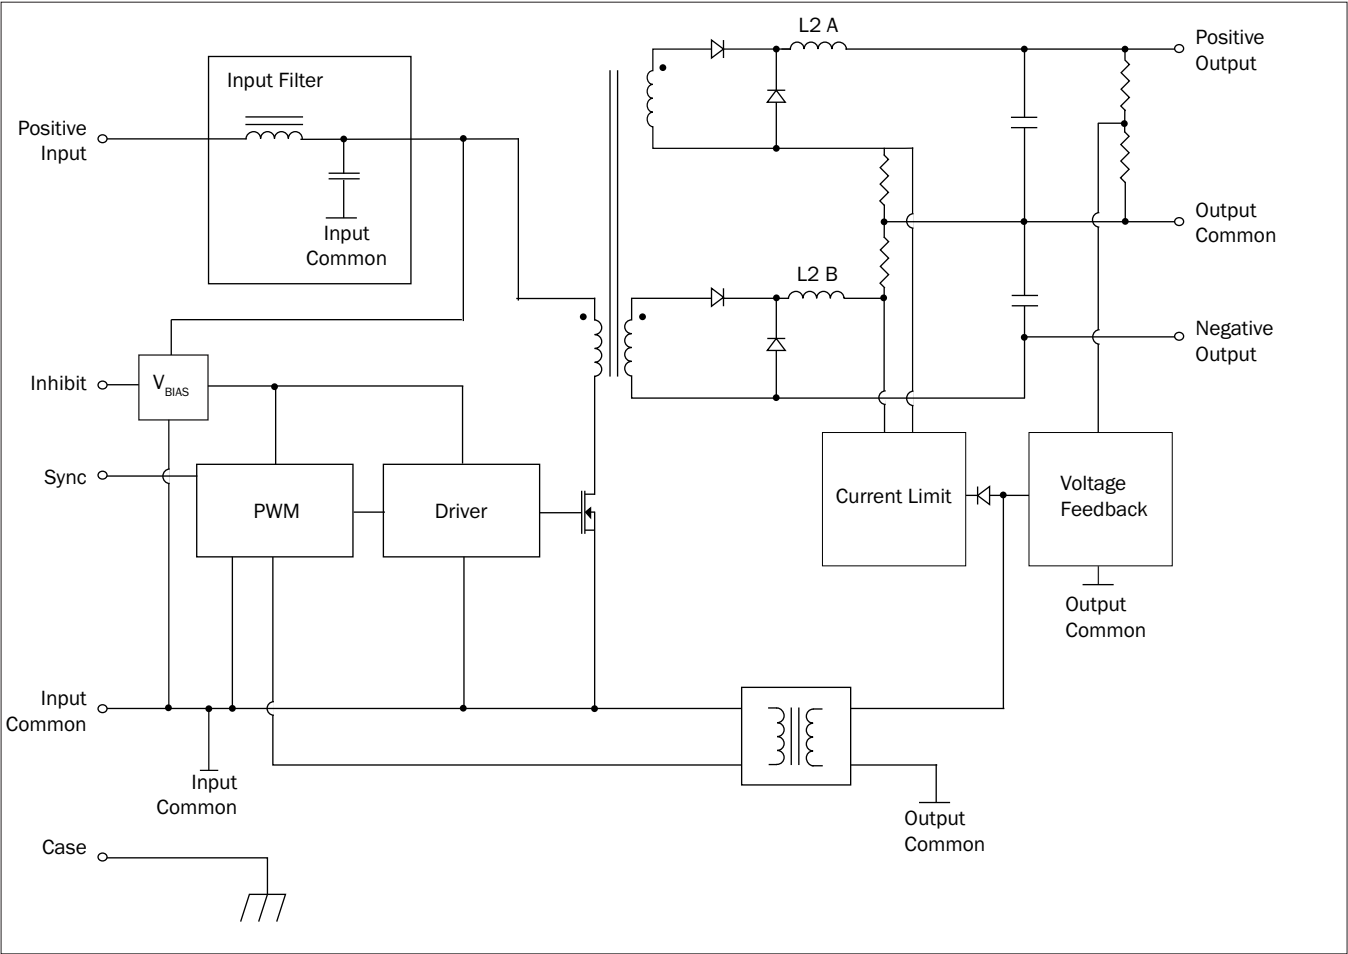 L2 A
Positive
Output
Input Filter
Positive
Input
Output
Common
Input
Common
L2 B
Negative
Output
Inhibit
VBIAS
Sync
PWM
Driver
Current Limit
Voltage
Feedback
Output
Common
Input
Common
Input
Common
Output
Common
Case